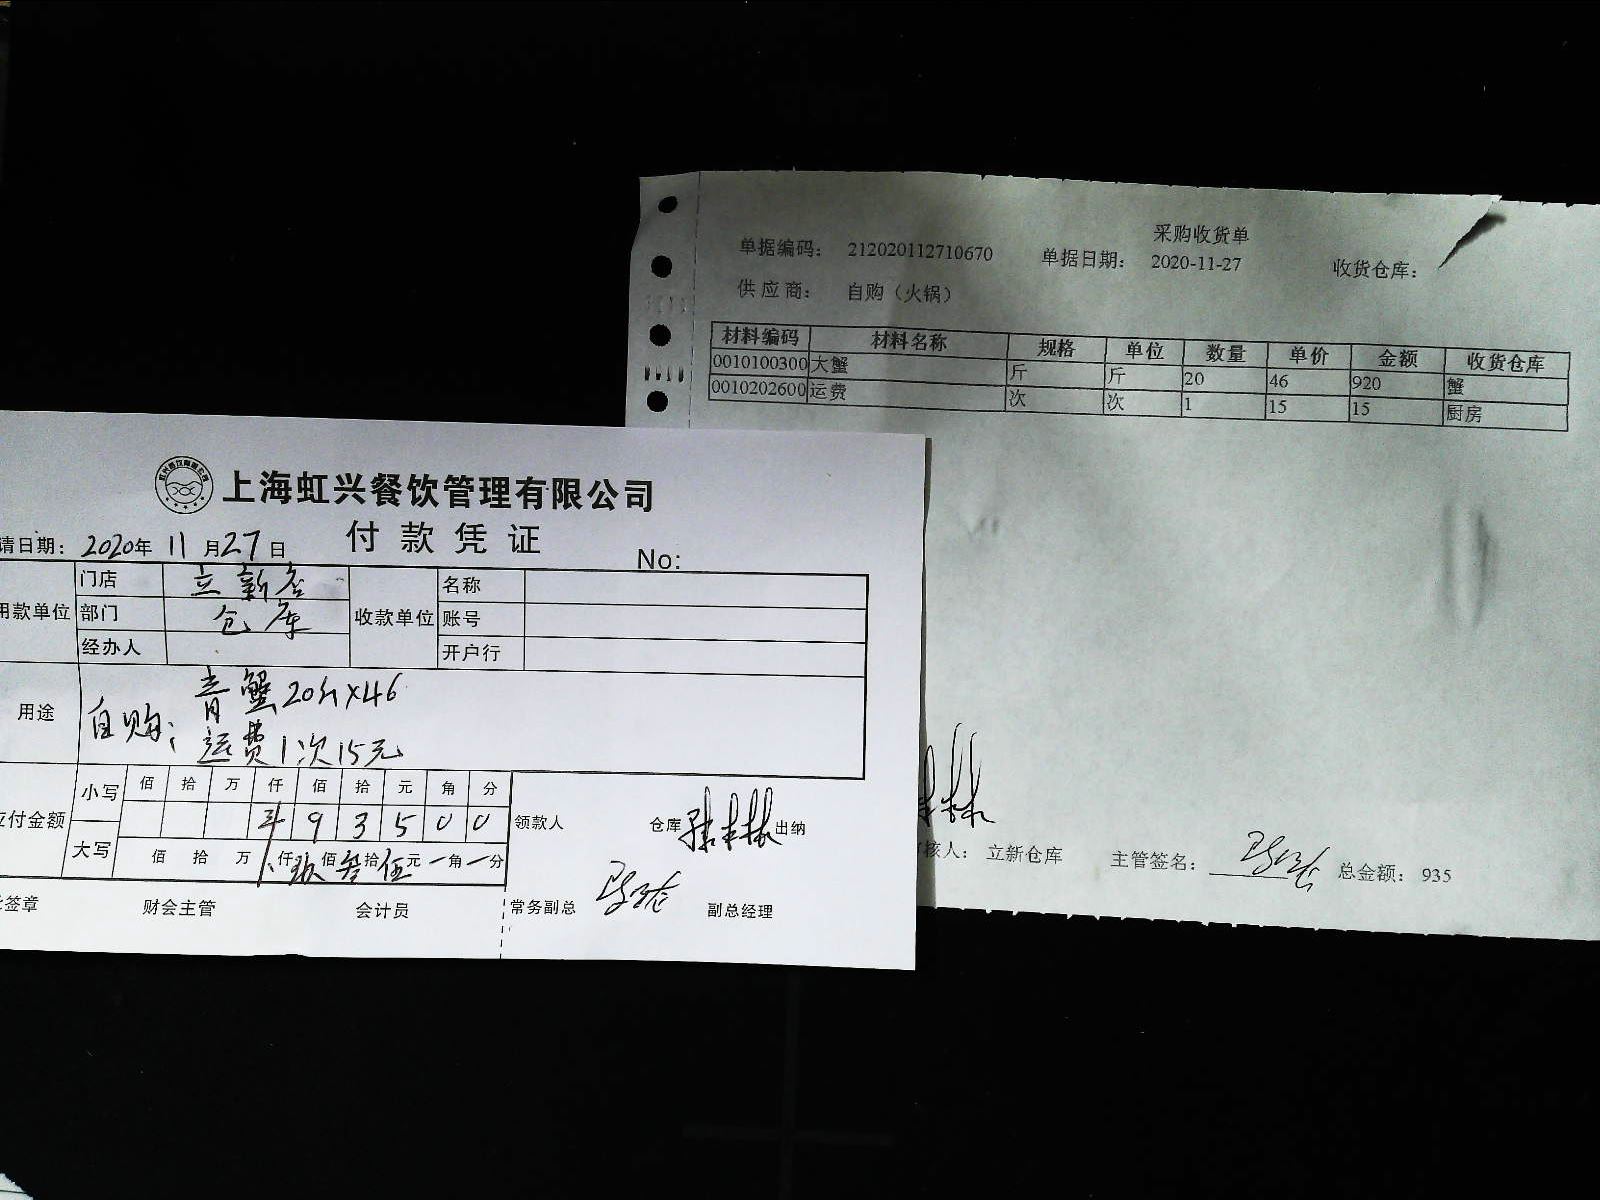 采购收货单
单据编码： 212020112710670 单据日期： 2020-11-27 收货仓库：
供应商： 自购（火锅）
材料编码 材料名称 规格 单位 数量 单价 金额 收货仓库
0010100300 大蟹 斤 斤 20 46 920 蟹
0010202600 运费 次 次 1 15 15 厨房
核人： 立新仓库 主管签名： 总金额： 935
上海虹兴餐饮管理有限公司
付款凭证
请日期： 2020年 11月27日 No:
用款单位 门店 立新店 收款单位 名称
部门 仓库 账号
经办人 开户行
用途 自购： 青蟹20斤×46
运费1次15元
应付金额 小写 佰 拾 万 仟 佰 拾 元 角 分
9 3 5 0 0
大写 佰 拾 万 仟 玖佰 叁拾 伍元 一角 一分
领款人 仓库 出纳
签章 财会主管 会计员 常务副总 副总经理